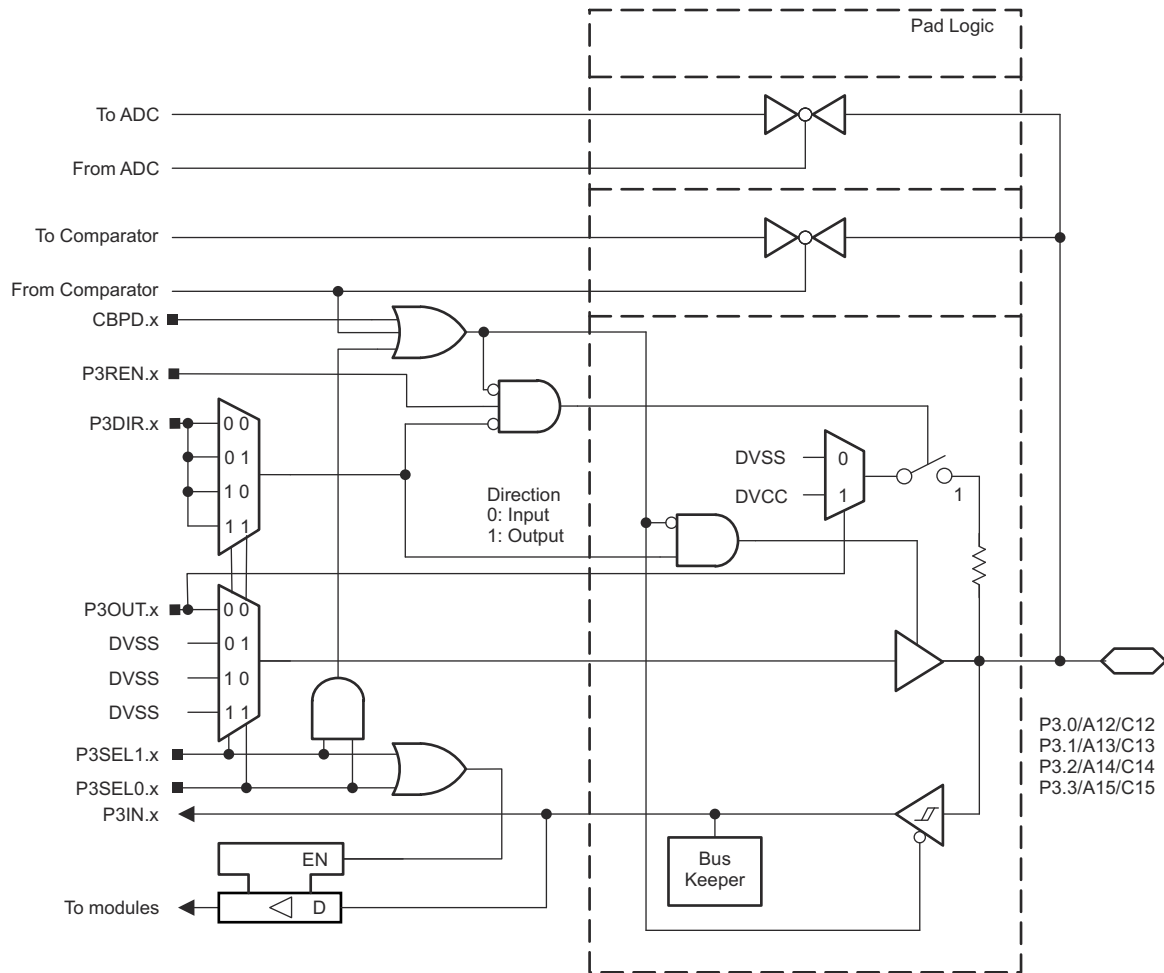 Pad Logic
To ADC
From ADC
To Comparator
From Comparator
CBPD.x
P3REN.x
P3DIR.x
0 0
0 1
1 0
1 1
Direction
0: Input
1: Output
DVSS
DVCC
0
1
1
P3OUT.x
DVSS
DVSS
DVSS
0 0
0 1
1 0
1 1
P3SEL1.x
P3SEL0.x
P3IN.x
P3.0/A12/C12
P3.1/A13/C13
P3.2/A14/C14
P3.3/A15/C15
Bus
Keeper
EN
D
To modules